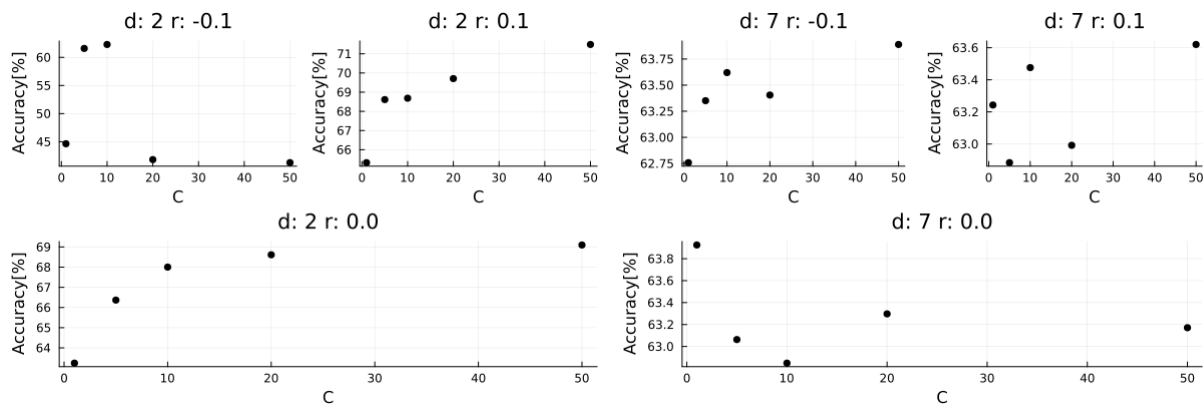 d: 2 r: -0.1
Accuracy[%]
60
55
50
45
0 10 20 30 40 50
C
d: 2 r: 0.1
Accuracy[%]
71
70
69
68
67
66
0 10 20 30 40 50
C
d: 7 r: -0.1
Accuracy[%]
63.75
63.50
63.25
63.00
62.75
0 10 20 30 40 50
C
d: 7 r: 0.1
Accuracy[%]
63.6
63.4
63.2
63.0
0 10 20 30 40 50
C
d: 2 r: 0.0
Accuracy[%]
69
68
67
66
65
64
0 10 20 30 40 50
C
d: 7 r: 0.0
Accuracy[%]
63.8
63.6
63.4
63.2
63.0
0 10 20 30 40 50
C